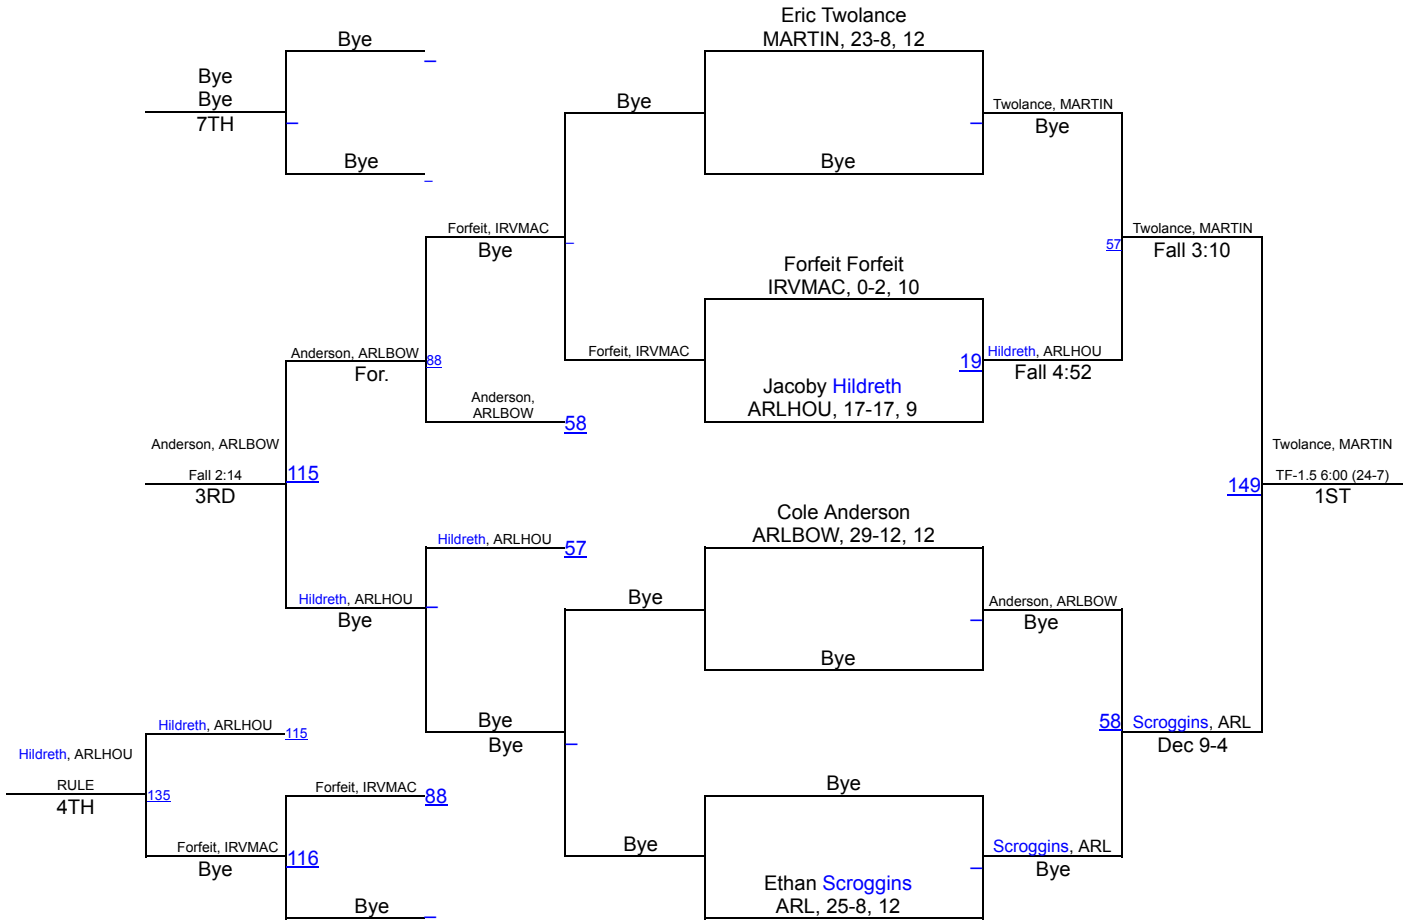 Eric Twolance
MARTIN, 23-8, 12
Bye
Bye
Bye
7TH
Bye
Bye
Bye
Twolance, MARTIN
Bye
Forfeit, IRVMAC
Bye
Forfeit Forfeit
IRVMAC, 0-2, 10
57
Twolance, MARTIN
Fall 3:10
Anderson, ARLBOW
For.
88
Forfeit, IRVMAC
19
Hildreth, ARLHOU
Fall 4:52
Jacoby Hildreth
ARLHOU, 17-17, 9
Anderson,
ARLBOW
58
Anderson, ARLBOW
Fall 2:14
3RD
115
Twolance, MARTIN
TF-1.5 6:00 (24-7)
1ST
149
Cole Anderson
ARLBOW, 29-12, 12
Hildreth, ARLHOU
57
Hildreth, ARLHOU
Bye
Bye
Anderson, ARLBOW
Bye
Bye
Bye
Bye
58
Scroggins, ARL
Dec 9-4
Hildreth, ARLHOU
115
Hildreth, ARLHOU
RULE
4TH
135
Forfeit, IRVMAC
88
Bye
Forfeit, IRVMAC
Bye
116
Bye
Scroggins, ARL
Bye
Ethan Scroggins
ARL, 25-8, 12
Bye